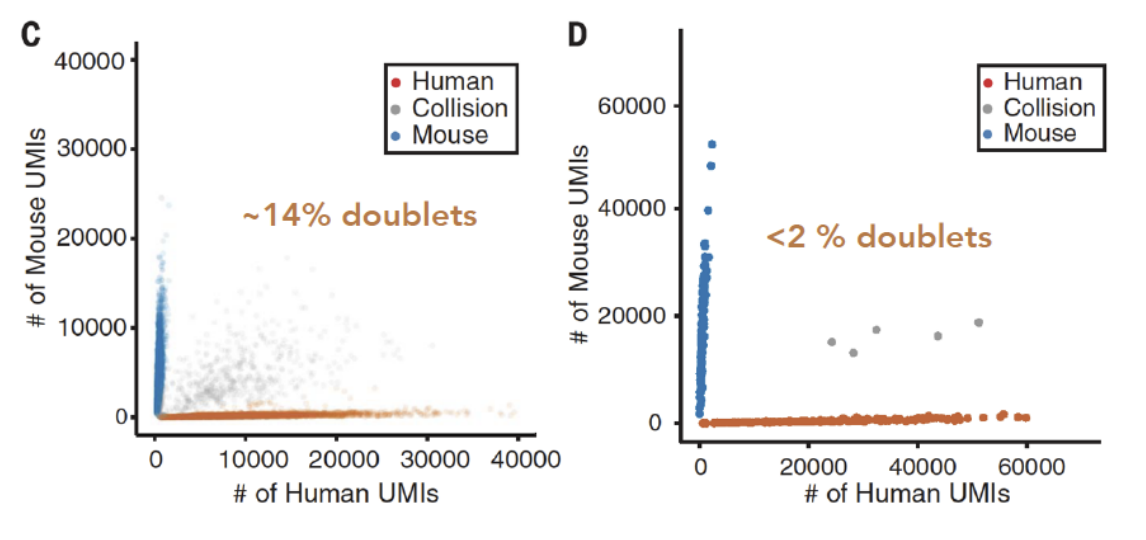 C
40000
30000
20000
10000
0
# of Mouse UMIs
Human
Collision
Mouse
~14% doublets
0 10000 20000 30000 40000
# of Human UMIs
D
60000
40000
20000
0
# of Mouse UMIs
Human
Collision
Mouse
<2 % doublets
0 20000 40000 60000
# of Human UMIs